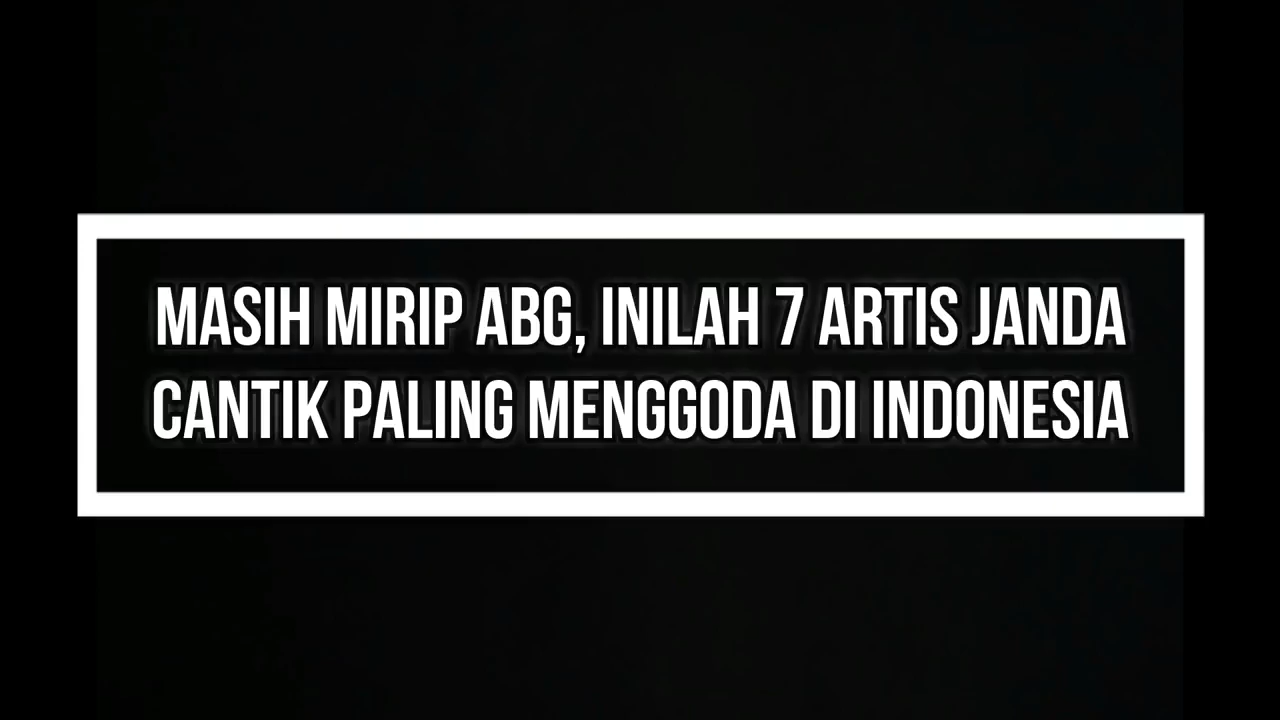 MASIH MIRIP ABG, INILAH 7 ARTIS JANDA
CANTIK PALING MENGGODA DI INDONESIA